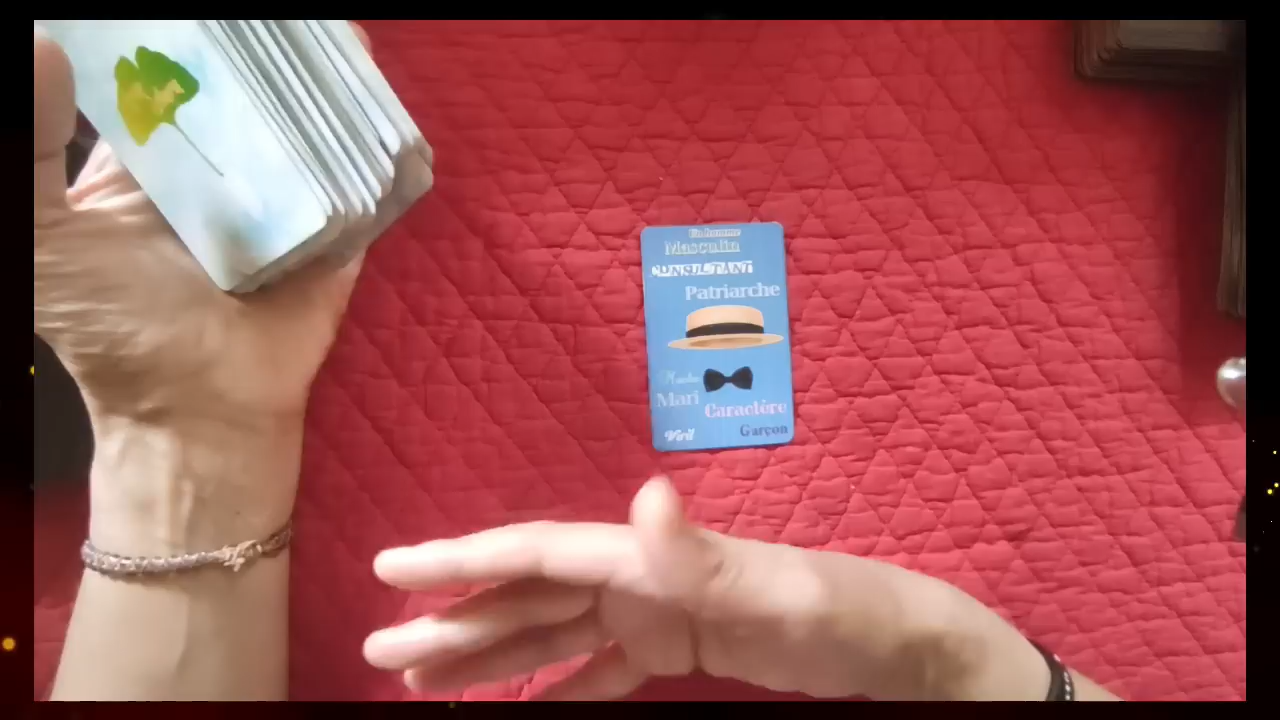 Un homme
Masculin
CONSULTANT
Patriarche
Mari
Caractère
Viril
Garçon